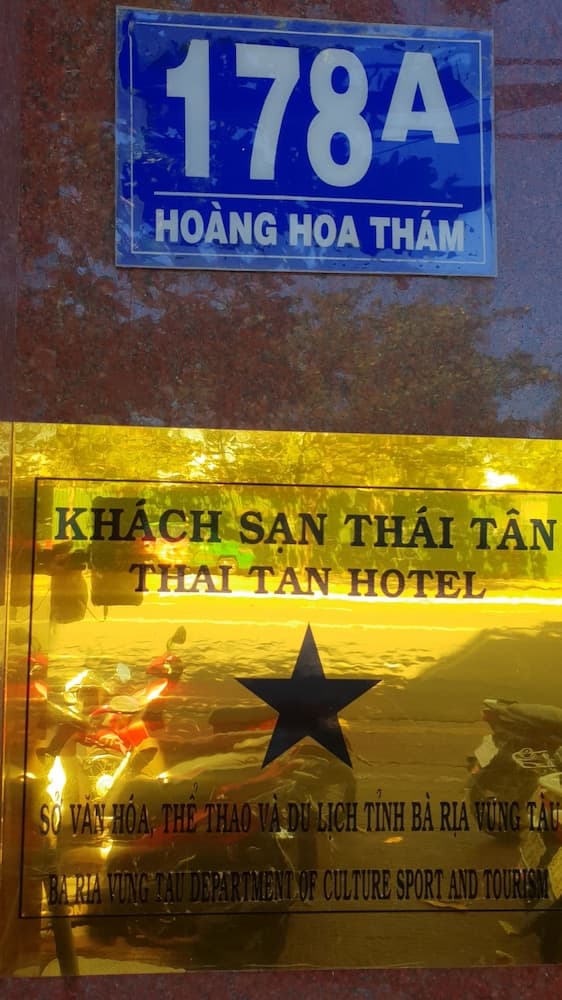 178A
HOÀNG HOA THÁM
KHÁCH SẠN THÁI TÂN
THAI TAN HOTEL
SỞ VĂN HÓA, THỂ THAO VÀ DU LỊCH TỈNH BÀ RỊA VŨNG TÀU
BA RIA VUNG TAU DEPARTMENT OF CULTURE SPORT AND TOURISM